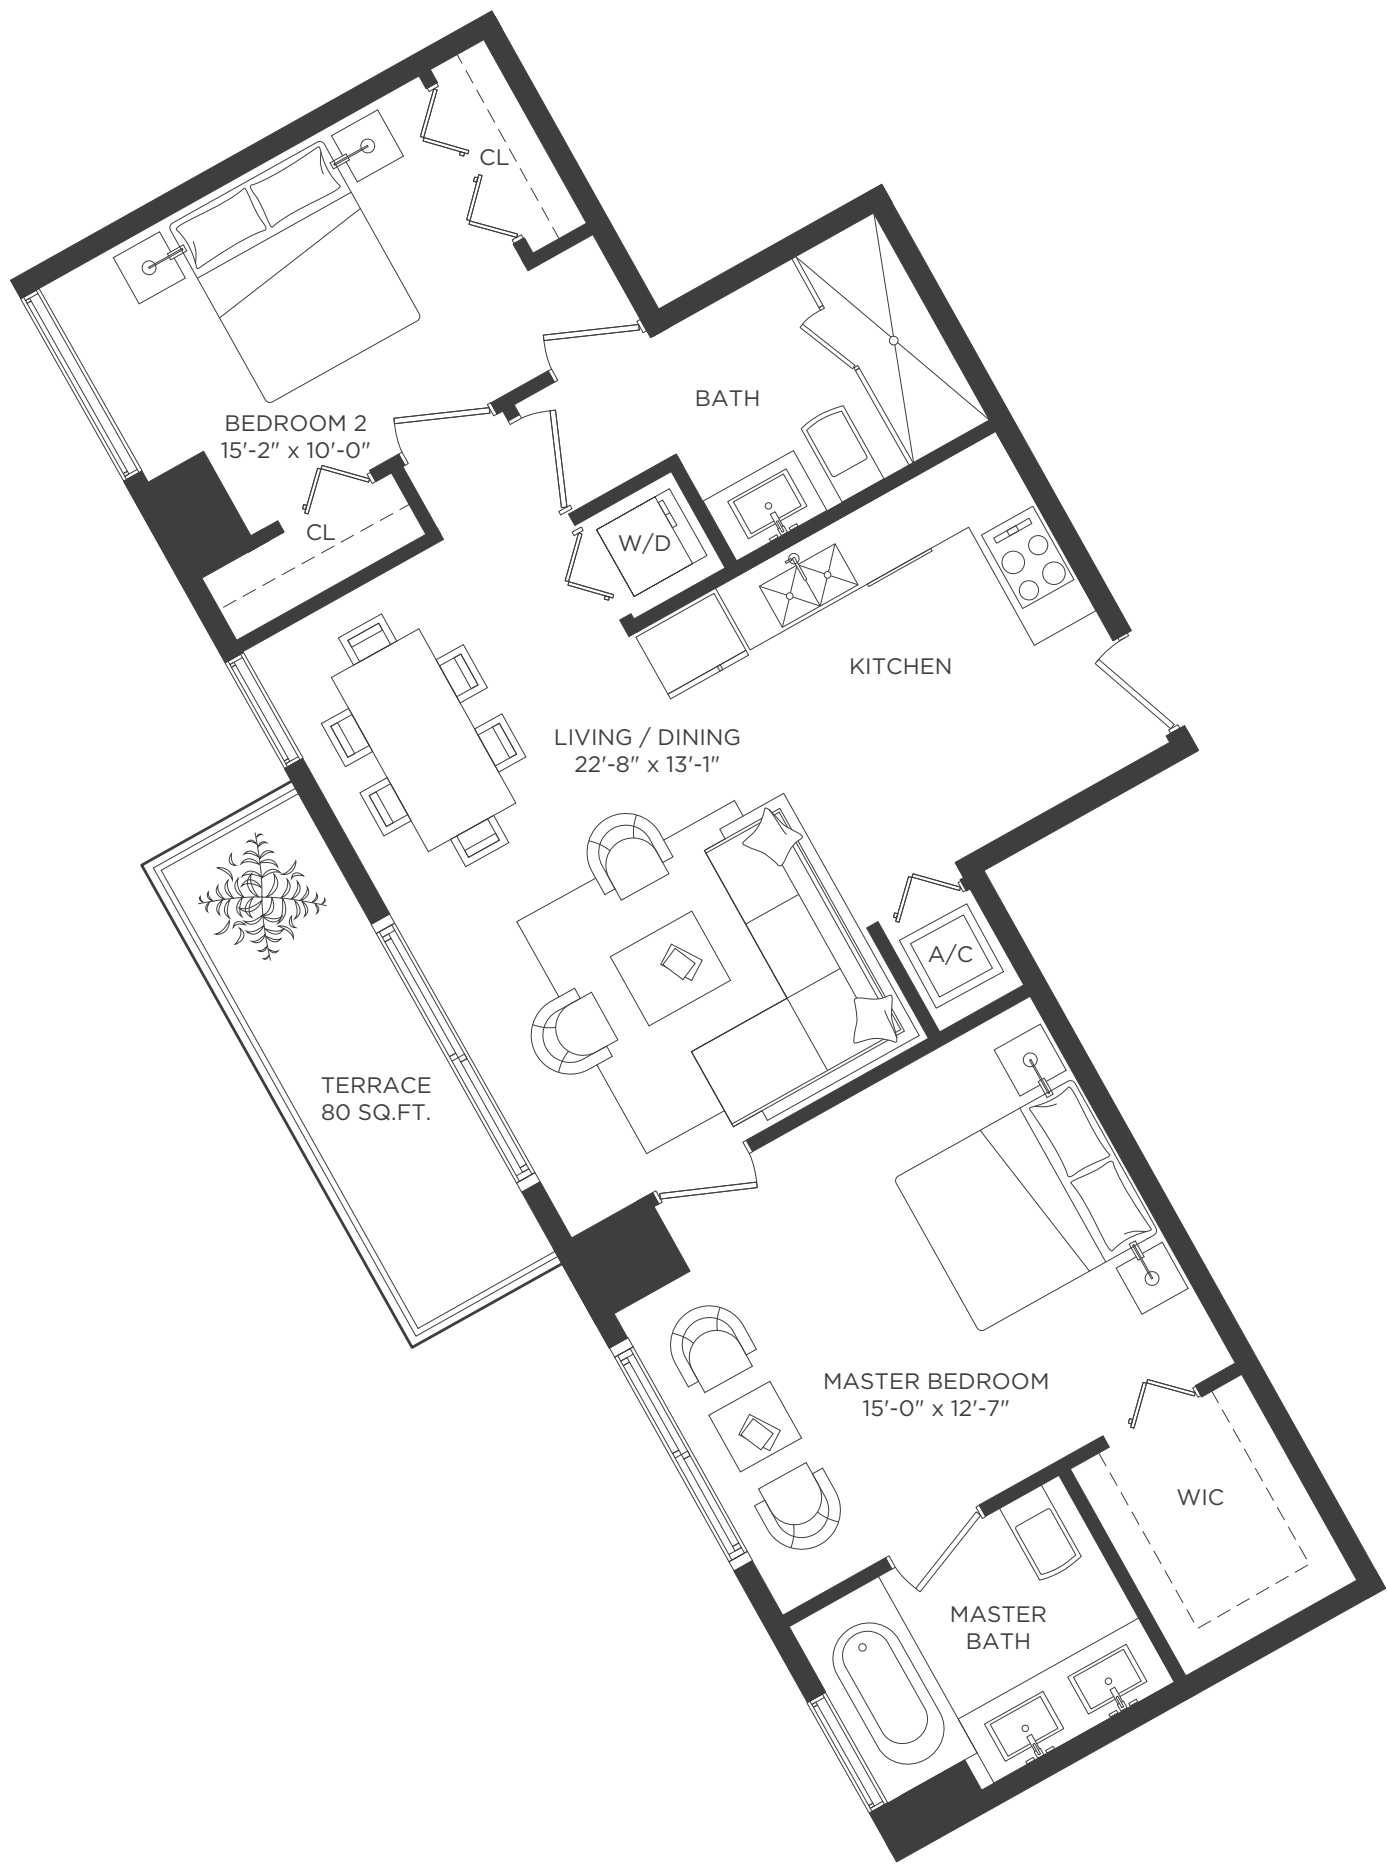 CL
BEDROOM 2
15'-2" x 10'-0"
BATH
CL
W/D
KITCHEN
LIVING / DINING
22'-8" x 13'-1"
A/C
TERRACE
80 SQ.FT.
MASTER BEDROOM
15'-0" x 12'-7"
WIC
MASTER
BATH